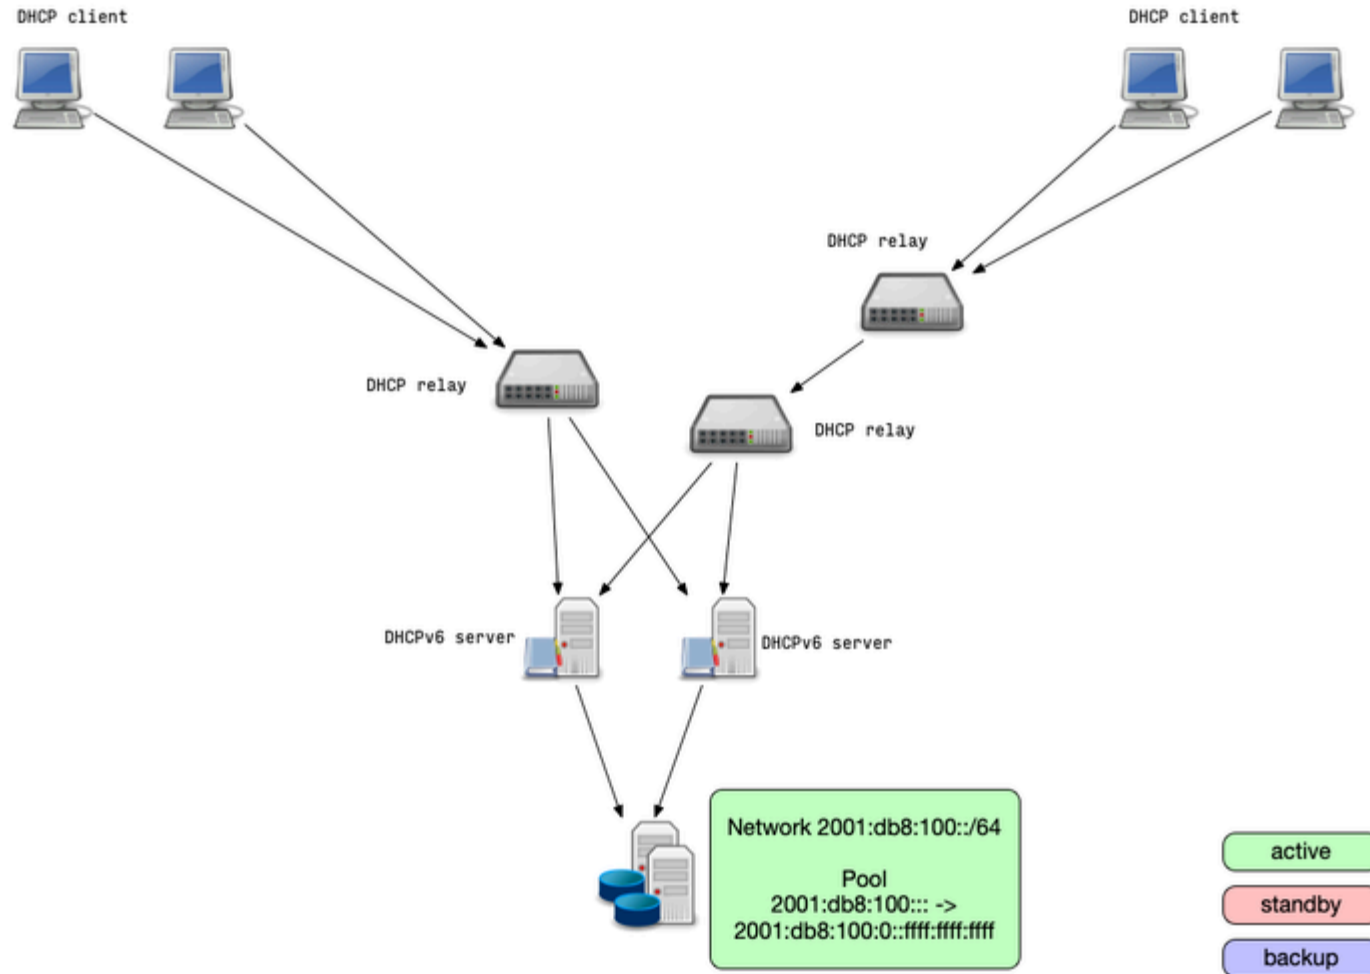 DHCP client
DHCP client
DHCP relay
DHCP relay
DHCP relay
DHCPv6 server
DHCPv6 server
Network 2001:db8:100::/64
Pool
2001:db8:100::: ->
2001:db8:100:0::ffff:ffff:ffff
active
standby
backup